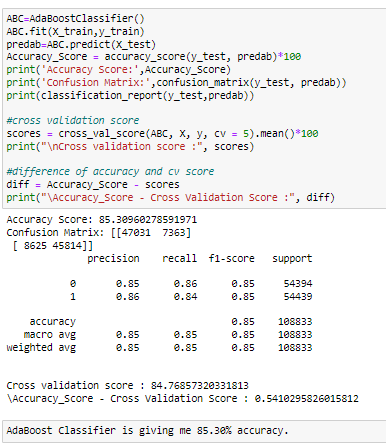 ABC=AdaBoostClassifier()
ABC.fit(X_train,y_train)
predab=ABC.predict(X_test)
Accuracy_Score = accuracy_score(y_test, predab)*100
print('Accuracy Score:',Accuracy_Score)
print('Confusion Matrix:',confusion_matrix(y_test, predab))
print(classification_report(y_test,predab))
#cross validation score
scores = cross_val_score(ABC, X, y, cv = 5).mean()*100
print("\nCross validation score :", scores)
#difference of accuracy and cv score
diff = Accuracy_Score - scores
print("\Accuracy_Score - Cross Validation Score :", diff)
Accuracy Score: 85.30960278591971
Confusion Matrix: [[47031 7363]
[ 8625 45814]]
precision recall f1-score support
0 0.85 0.86 0.85 54394
1 0.86 0.84 0.85 54439
accuracy 0.85 108833
macro avg 0.85 0.85 0.85 108833
weighted avg 0.85 0.85 0.85 108833
Cross validation score : 84.76857320331813
\Accuracy_Score - Cross Validation Score : 0.5410295826015812
AdaBoost Classifier is giving me 85.30% accuracy.